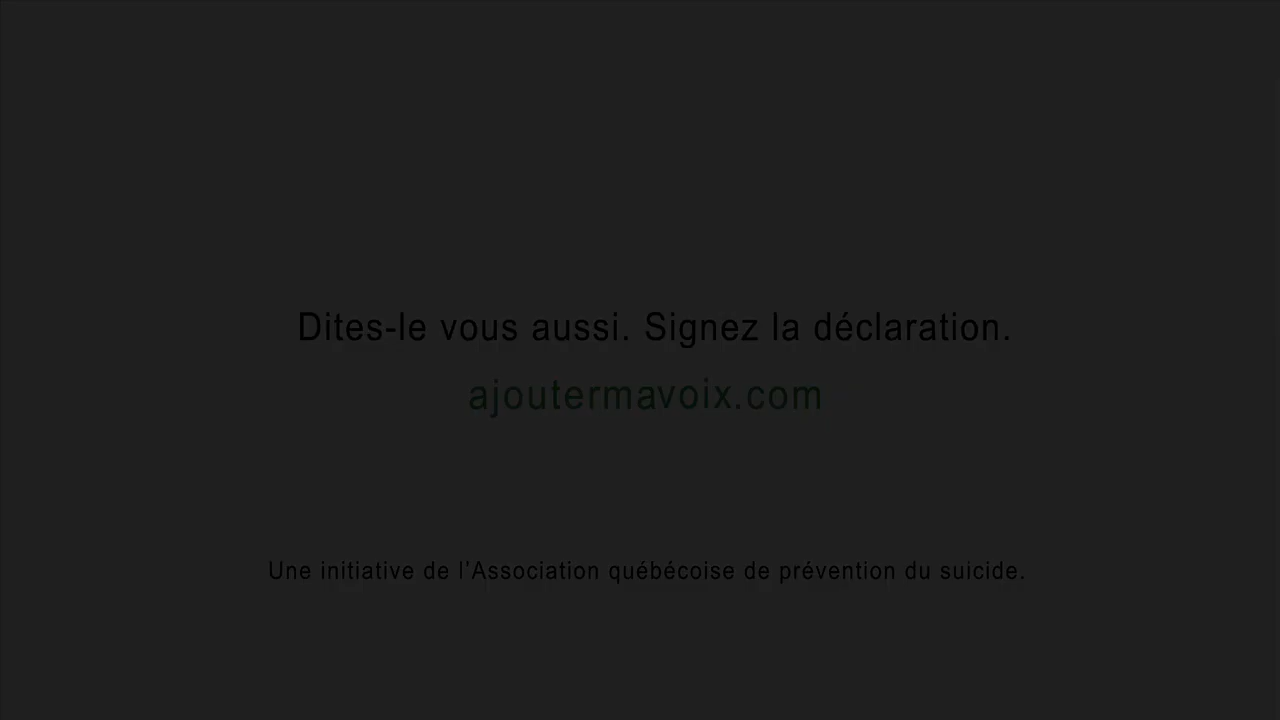 Dites-le vous aussi. Signez la déclaration.
ajoutermavoix.com
Une initiative de l'Association québécoise de prévention du suicide.